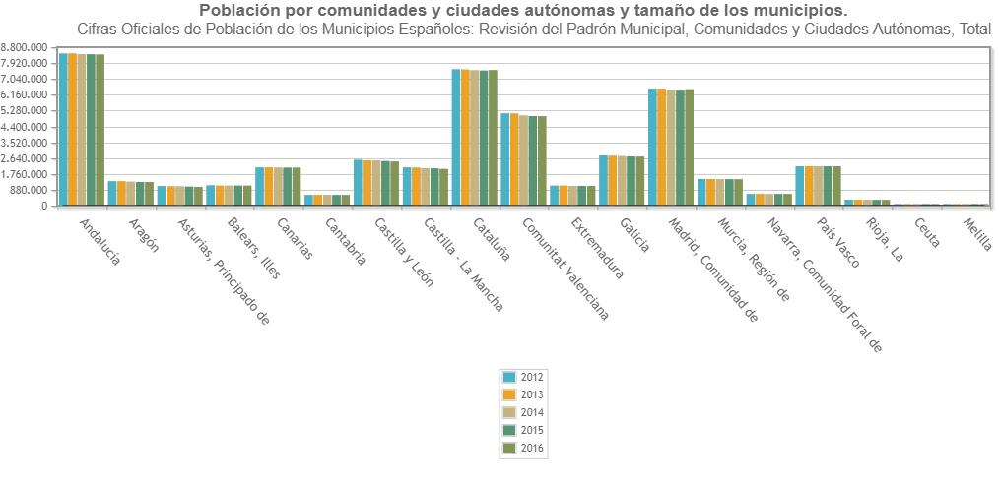 Población por comunidades y ciudades autónomas y tamaño de los municipios.
Cifras Oficiales de Población de los Municipios Españoles: Revisión del Padrón Municipal, Comunidades y Ciudades Autónomas, Total
8.800.000
7.920.000
7.040.000
6.160.000
5.280.000
4.400.000
3.520.000
2.640.000
1.760.000
880.000
0
Andalucía
Aragón
Asturias, Principado de
Balears, Illes
Canarias
Cantabria
Castilla y León
Castilla - La Mancha
Cataluña
Comunitat Valenciana
Extremadura
Galicia
Madrid, Comunidad de
Murcia, Región de
Navarra, Comunidad Foral de
País Vasco
Rioja, La
Ceuta
Melilla
2012
2013
2014
2015
2016